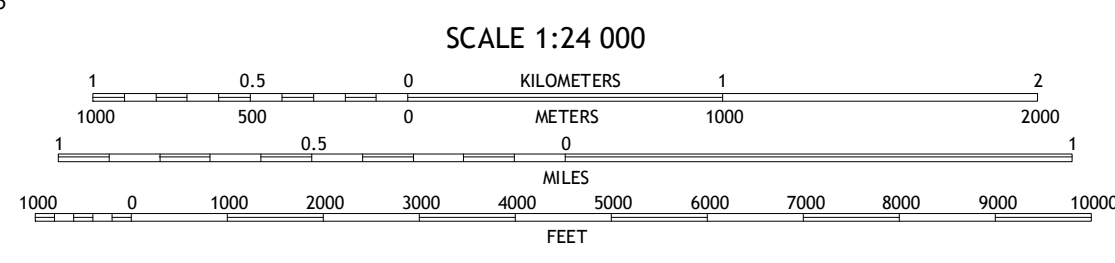 SCALE 1:24 000
1 0.5 0 KILOMETERS 1 2
1000 500 0 METERS 1000 2000
1 0.5 0 1
MILES
1000 0 1000 2000 3000 4000 5000 6000 7000 8000 9000 10000
FEET